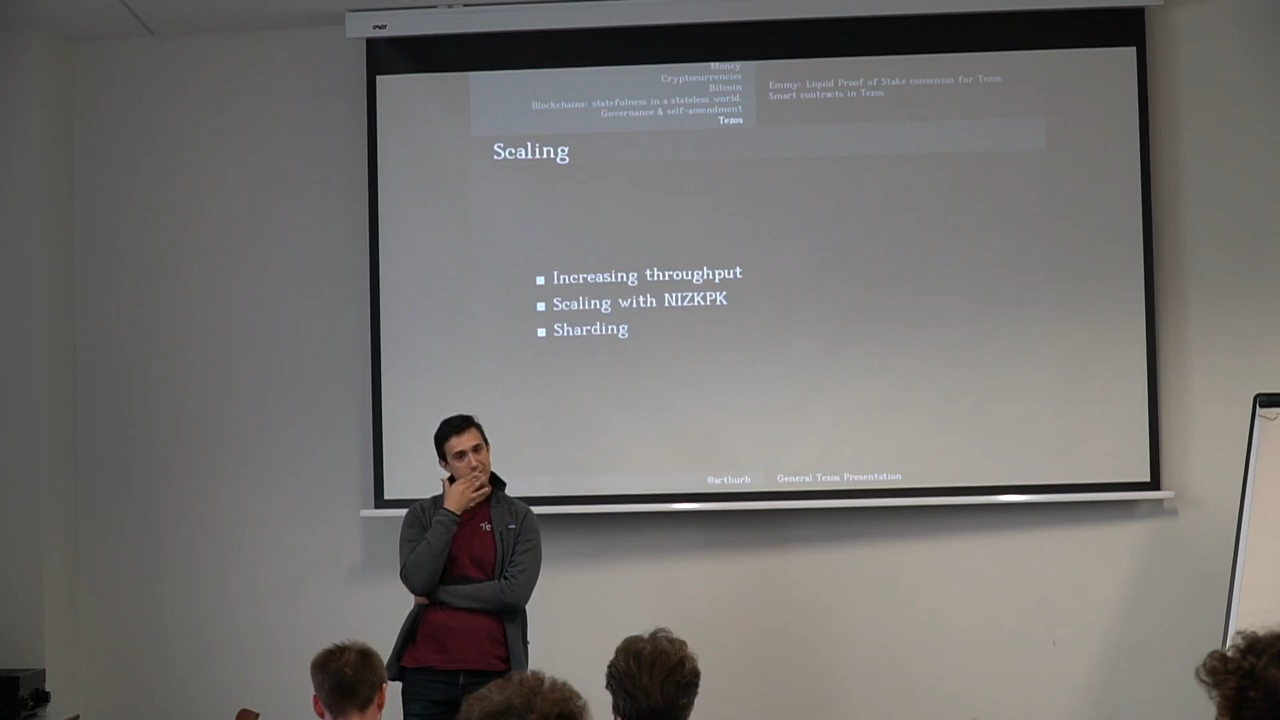 Money
Cryptocurrencies
Bitcoin
Blockchains: statefulness in a stateless world.
Governance & self-amendment
Tezos
Emmy: Liquid Proof of Stake consensus for Tezos
Smart contracts in Tezos
Scaling
Increasing throughput
Scaling with NIZKPK
Sharding
@arthurb
General Tezos Presentation
Te